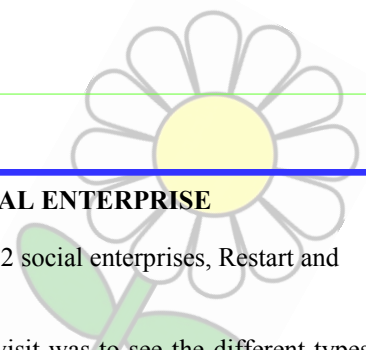 AL ENTERPRISE
2 social enterprises, Restart and
visit was to see the different types